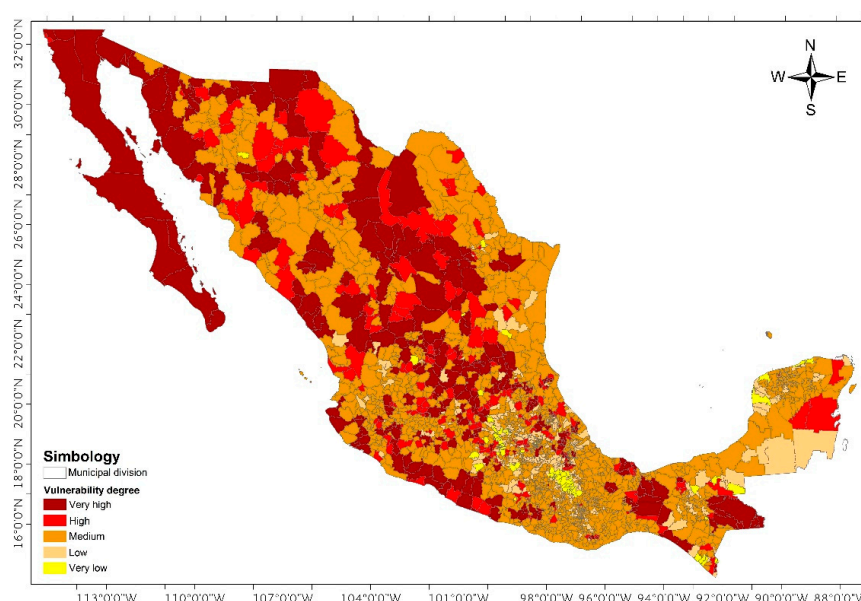 32°0'0"N
30°0'0"N
28°0'0"N
26°0'0"N
24°0'0"N
22°0'0"N
20°0'0"N
18°0'0"N
16°0'0"N
N
W E
S
Simbology
Municipal division
Vulnerability degree
Very high
High
Medium
Low
Very low
113°0'0"W 110°0'0"W 107°0'0"W 104°0'0"W 101°0'0"W 98°0'0"W 96°0'0"W 94°0'0"W 92°0'0"W 90°0'0"W 88°0'0"W